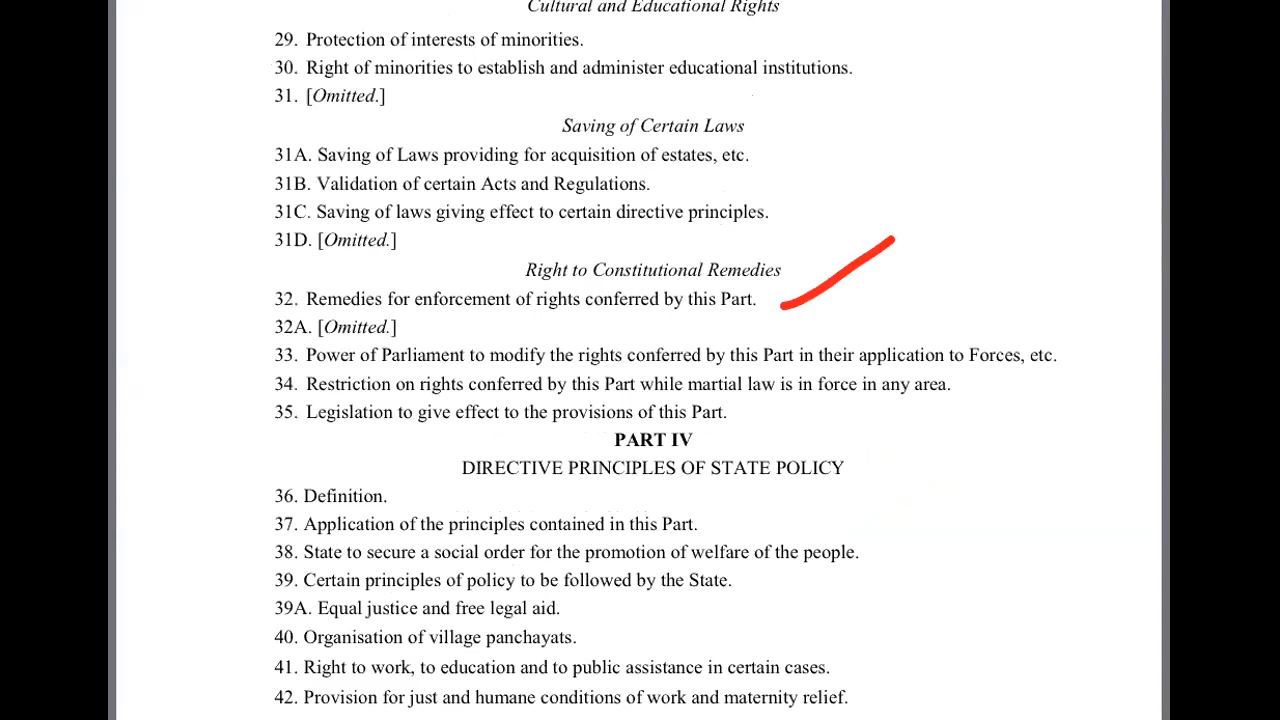 Cultural and Educational Rights
29. Protection of interests of minorities.
30. Right of minorities to establish and administer educational institutions.
31. [Omitted.]
Saving of Certain Laws
31A. Saving of Laws providing for acquisition of estates, etc.
31B. Validation of certain Acts and Regulations.
31C. Saving of laws giving effect to certain directive principles.
31D. [Omitted.]
Right to Constitutional Remedies
32. Remedies for enforcement of rights conferred by this Part.
32A. [Omitted.]
33. Power of Parliament to modify the rights conferred by this Part in their application to Forces, etc.
34. Restriction on rights conferred by this Part while martial law is in force in any area.
35. Legislation to give effect to the provisions of this Part.
PART IV
DIRECTIVE PRINCIPLES OF STATE POLICY
36. Definition.
37. Application of the principles contained in this Part.
38. State to secure a social order for the promotion of welfare of the people.
39. Certain principles of policy to be followed by the State.
39A. Equal justice and free legal aid.
40. Organisation of village panchayats.
41. Right to work, to education and to public assistance in certain cases.
42. Provision for just and humane conditions of work and maternity relief.